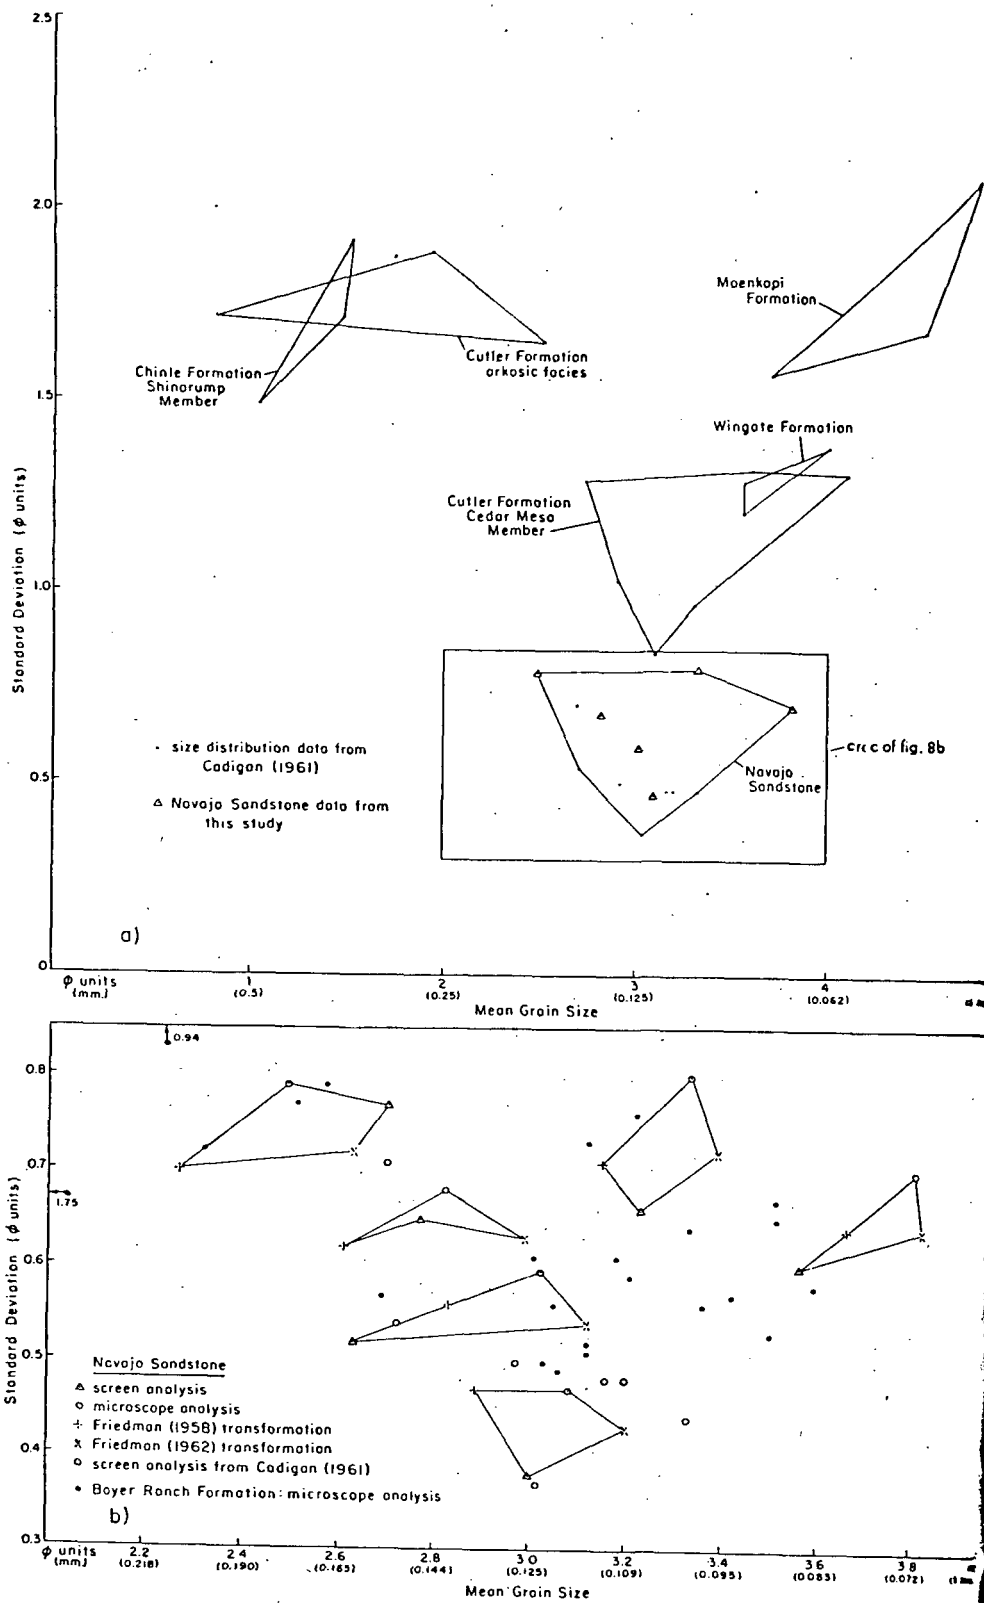 2.5
2.0
1.5
1.0
0.5
0
Standard Deviation (φ units)
Moenkopi
Formation
Chinle Formation
Shinarump
Member
Cutler Formation
arkosic facies
Wingate Formation
Cutler Formation
Cedar Mesa
Member
· size distribution data from
Cadigan (1961)
△ Navajo Sandstone data from
this study
of fig. 8b
Navajo
Sandstone
a)
φ units 1 2 3 4
(mm.) (0.5) (0.25) (0.125) (0.062)
Mean Grain Size
0.94
0.8
0.7
1.75
0.6
0.5
0.4
0.3
Standard Deviation (φ units)
Navajo Sandstone
△ screen analysis
○ microscope analysis
+ Friedman (1958) transformation
× Friedman (1962) transformation
○ screen analysis from Cadigan (1961)
• Boyer Ranch Formation: microscope analysis
b)
φ units 2.2 2.4 2.6 2.8 3.0 3.2 3.4 3.6 3.8
(mm.) (0.218) (0.190) (0.165) (0.144) (0.125) (0.109) (0.095) (0.083) (0.072)
Mean Grain Size